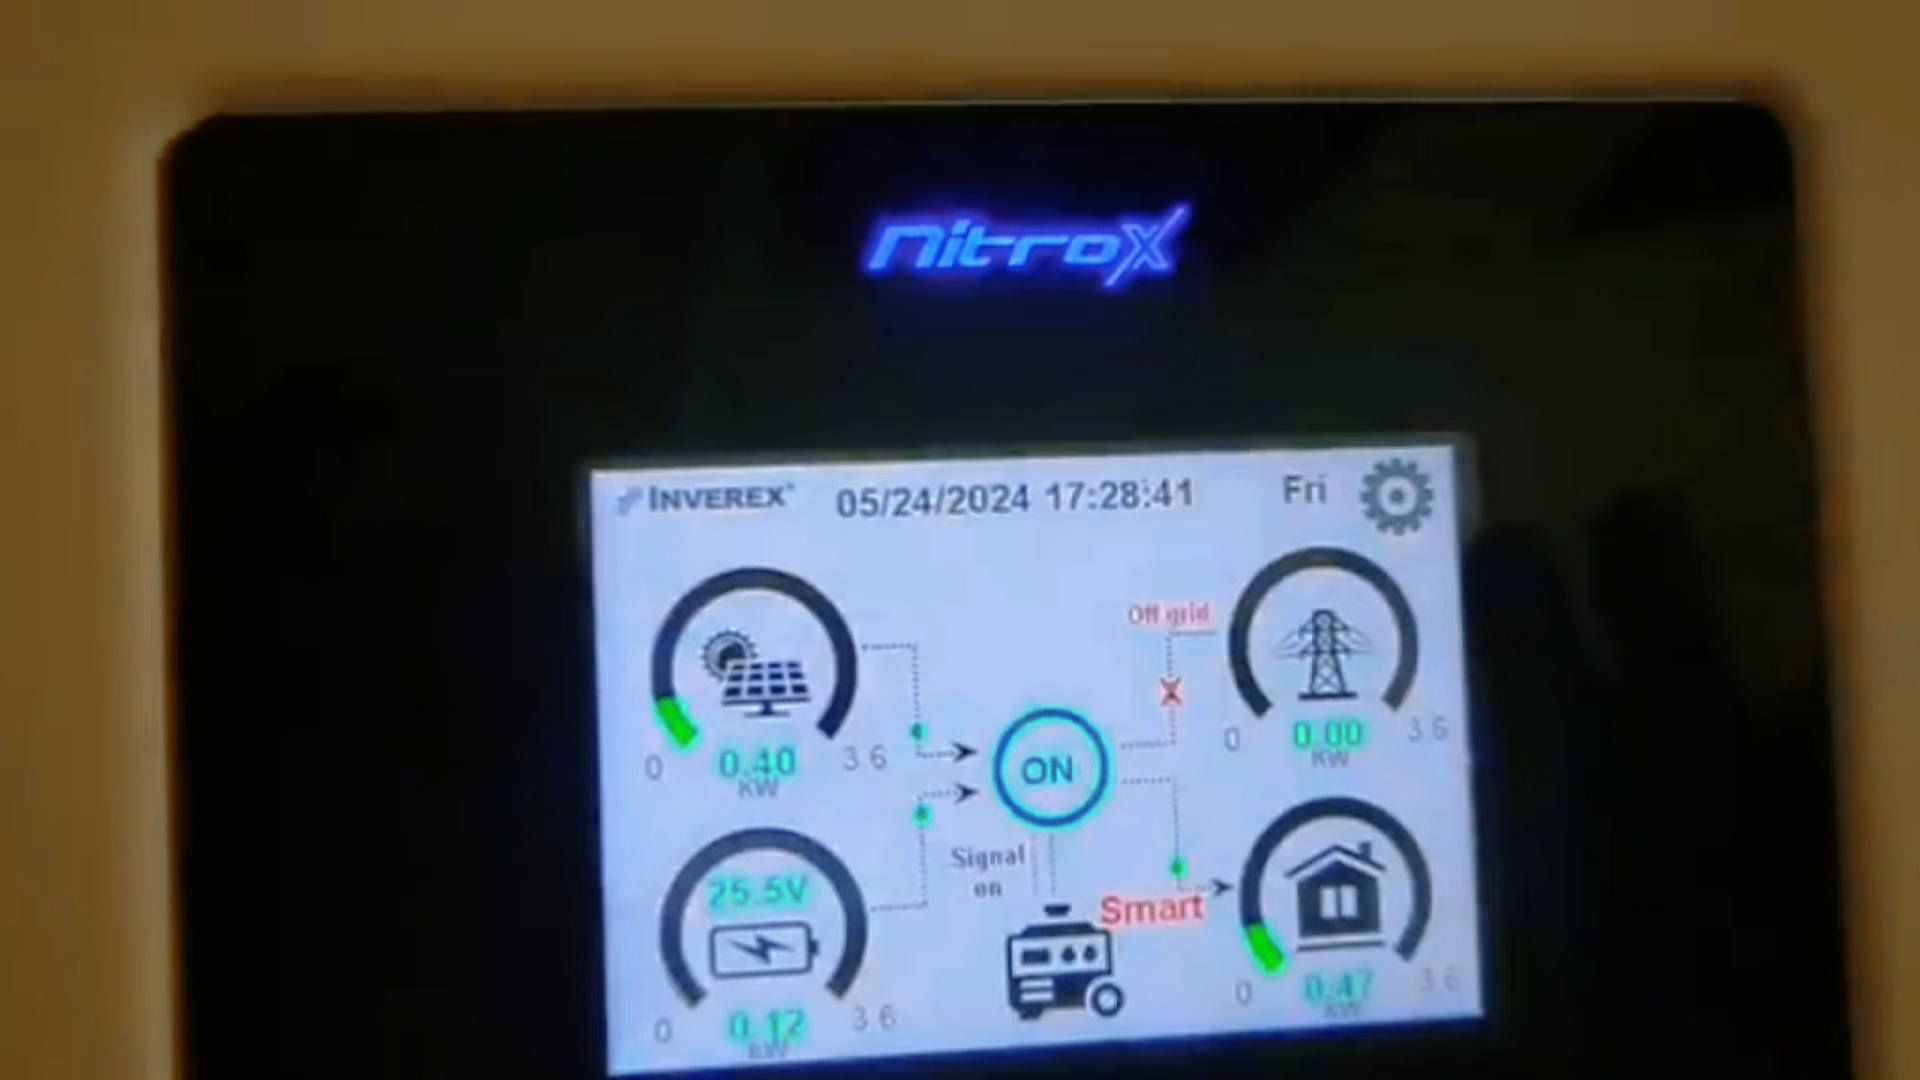 nitroX
INVEREX 05/24/2024 17:28:41 Fri
Off grid
0 0.40 3.6
KW
0 0.00 3.6
KW
ON
25.5V
Signal
on
Smart
0 0.12 3.6
KW
0 0.47 3.6
KW